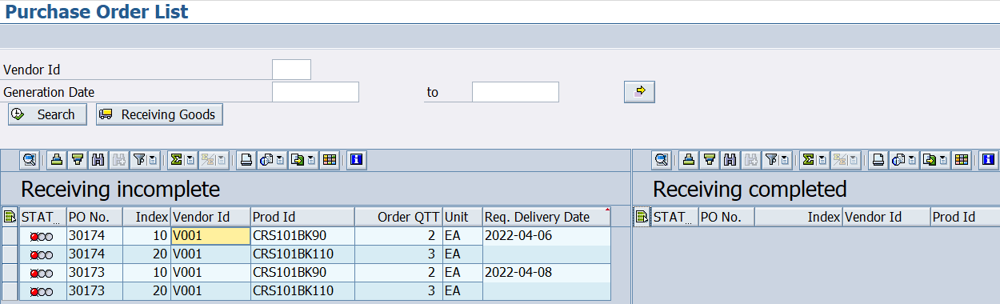 Purchase Order List
Vendor Id
Generation Date to
Search Receiving Goods
Receiving incomplete
STAT... PO No. Index Vendor Id Prod Id Order QTT Unit Req. Delivery Date
30174 10 V001 CRS101BK90 2 EA 2022-04-06
30174 20 V001 CRS101BK110 3 EA
30173 10 V001 CRS101BK90 2 EA 2022-04-08
30173 20 V001 CRS101BK110 3 EA
Receiving completed
STAT... PO No. Index Vendor Id Prod Id